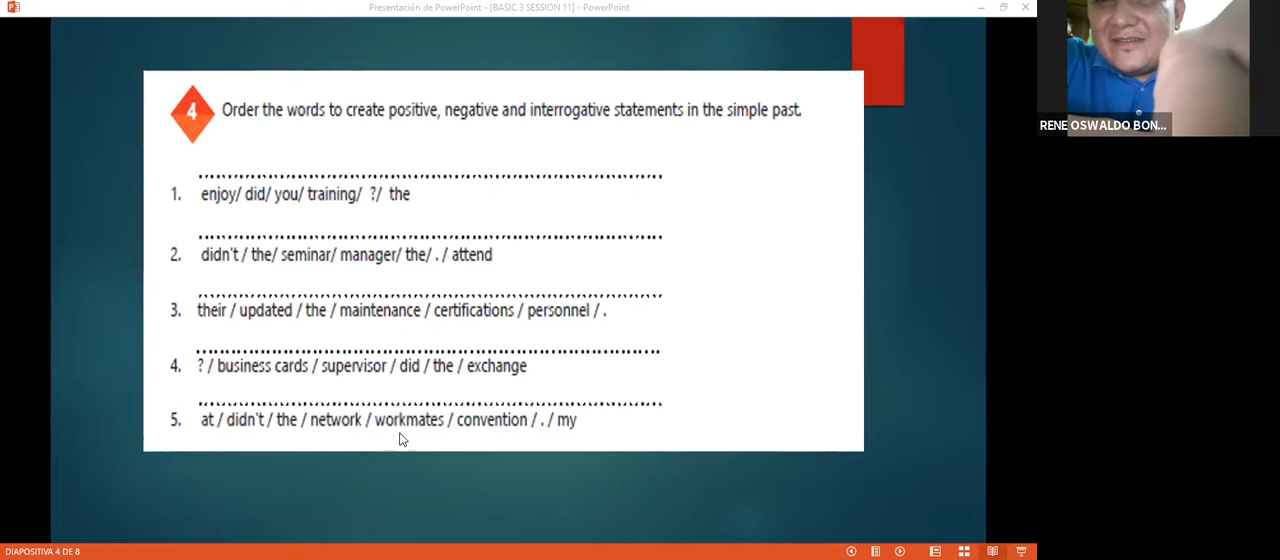 Presentación de PowerPoint - [BASIC 3 SESSION 11] - PowerPoint
4 Order the words to create positive, negative and interrogative statements in the simple past.
1. enjoy/ did/ you/ training/ ?/ the
2. didn't / the/ seminar/ manager/ the/ . / attend
3. their / updated / the / maintenance / certifications / personnel / .
4. ? / business cards / supervisor / did / the / exchange
5. at / didn't / the / network / workmates / convention / . / my
RENE OSWALDO BON...
DIAPOSITIVA 4 DE 8